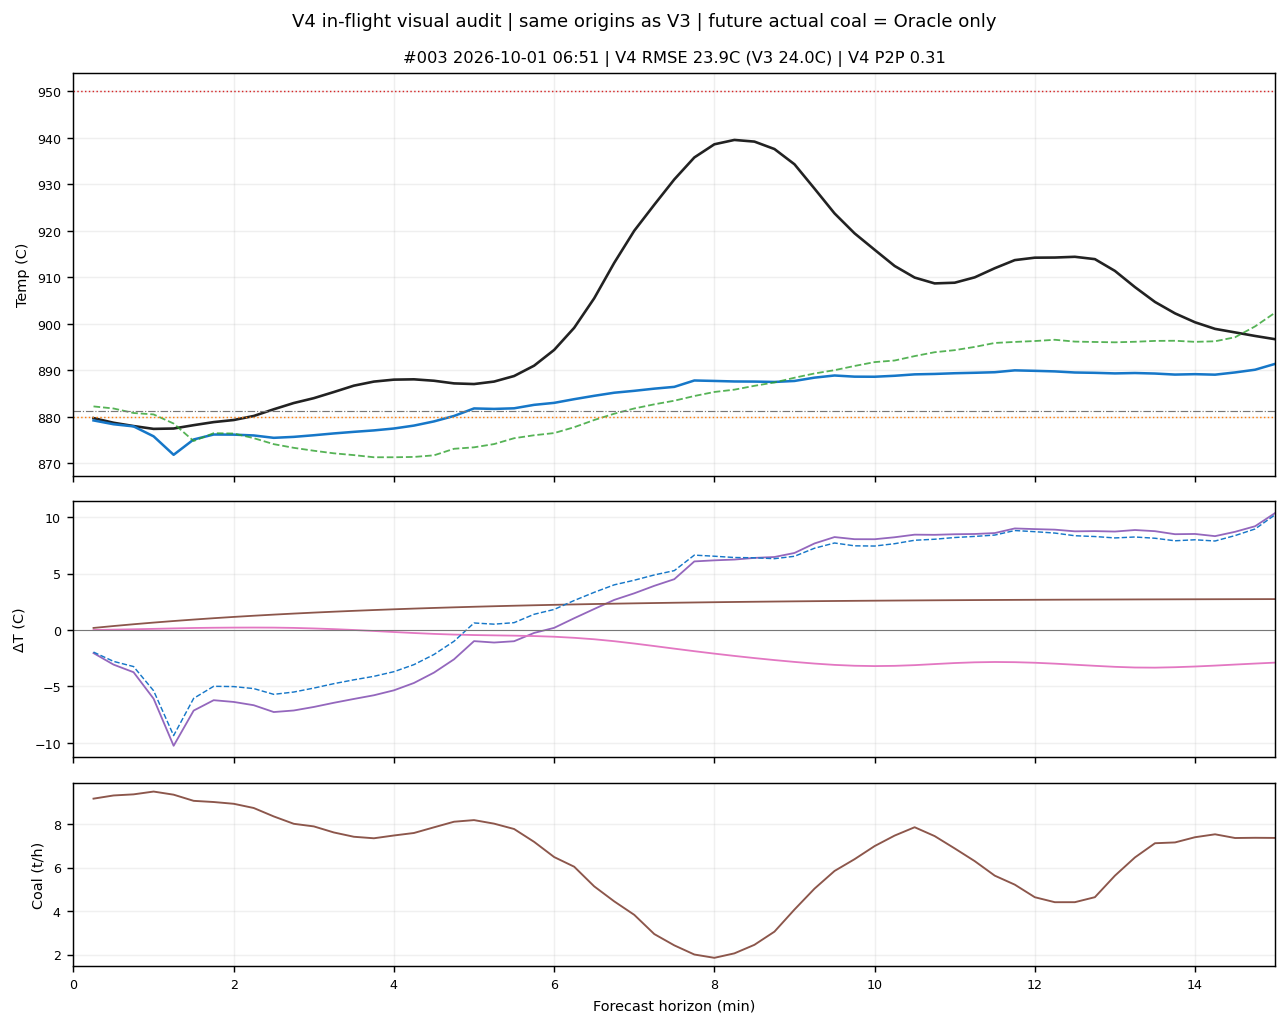 V4 in-flight visual audit | same origins as V3 | future actual coal = Oracle only
#003 2026-10-01 06:51 | V4 RMSE 23.9C (V3 24.0C) | V4 P2P 0.31
Temp (C)
950
940
930
920
910
900
890
880
870
ΔT (C)
10
5
0
−5
−10
Coal (t/h)
8
6
4
2
0 2 4 6 8 10 12 14
Forecast horizon (min)